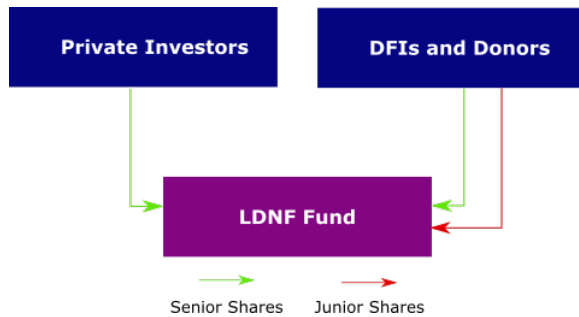 Private Investors
DFIs and Donors
LDNF Fund
Senior Shares
Junior Shares